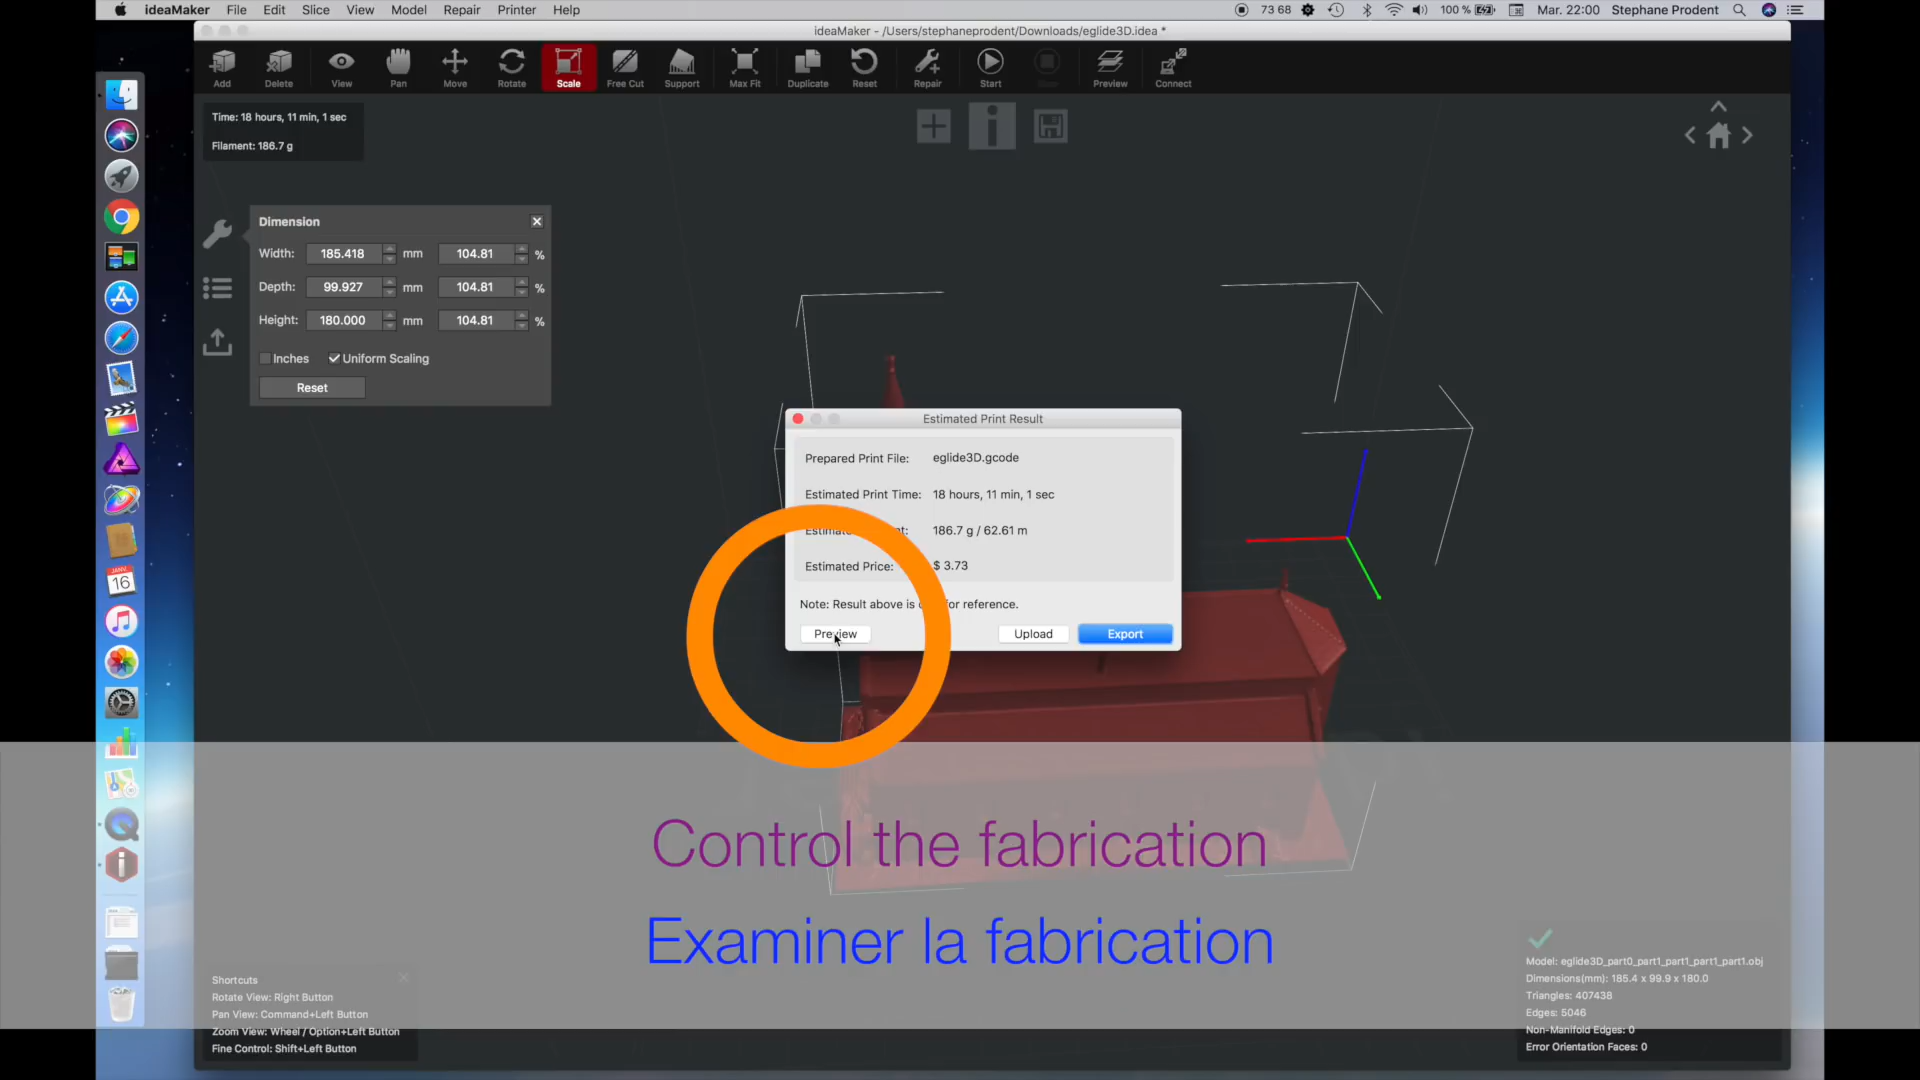 ideaMaker File Edit Slice View Model Repair Printer Help
73 68 100 % Mar. 22:00 Stephane Prodent
ideaMaker - /Users/stephaneprodent/Downloads/eglide3D.idea *
Add Delete View Pan Move Rotate Scale Free Cut Support Max Fit Duplicate Reset Repair Start Preview Connect
Time: 18 hours, 11 min, 1 sec
Filament: 186.7 g
Dimension
Width: 185.418 mm 104.81 %
Depth: 99.927 mm 104.81 %
Height: 180.000 mm 104.81 %
Inches Uniform Scaling
Reset
Estimated Print Result
Prepared Print File: eglide3D.gcode
Estimated Print Time: 18 hours, 11 min, 1 sec
186.7 g / 62.61 m
Estimated Price: $ 3.73
Note: Result above is for reference.
Preview Upload Export
JANV.
16
Control the fabrication
Examiner la fabrication
Shortcuts
Rotate View: Right Button
Pan View: Command+Left Button
Zoom View: Wheel / Option+Left Button
Fine Control: Shift+Left Button
Model: eglide3D_part0_part1_part1_part1_part1.obj
Dimensions(mm): 185.4 x 99.9 x 180.0
Triangles: 407438
Edges: 5046
Non-Manifold Edges: 0
Error Orientation Faces: 0